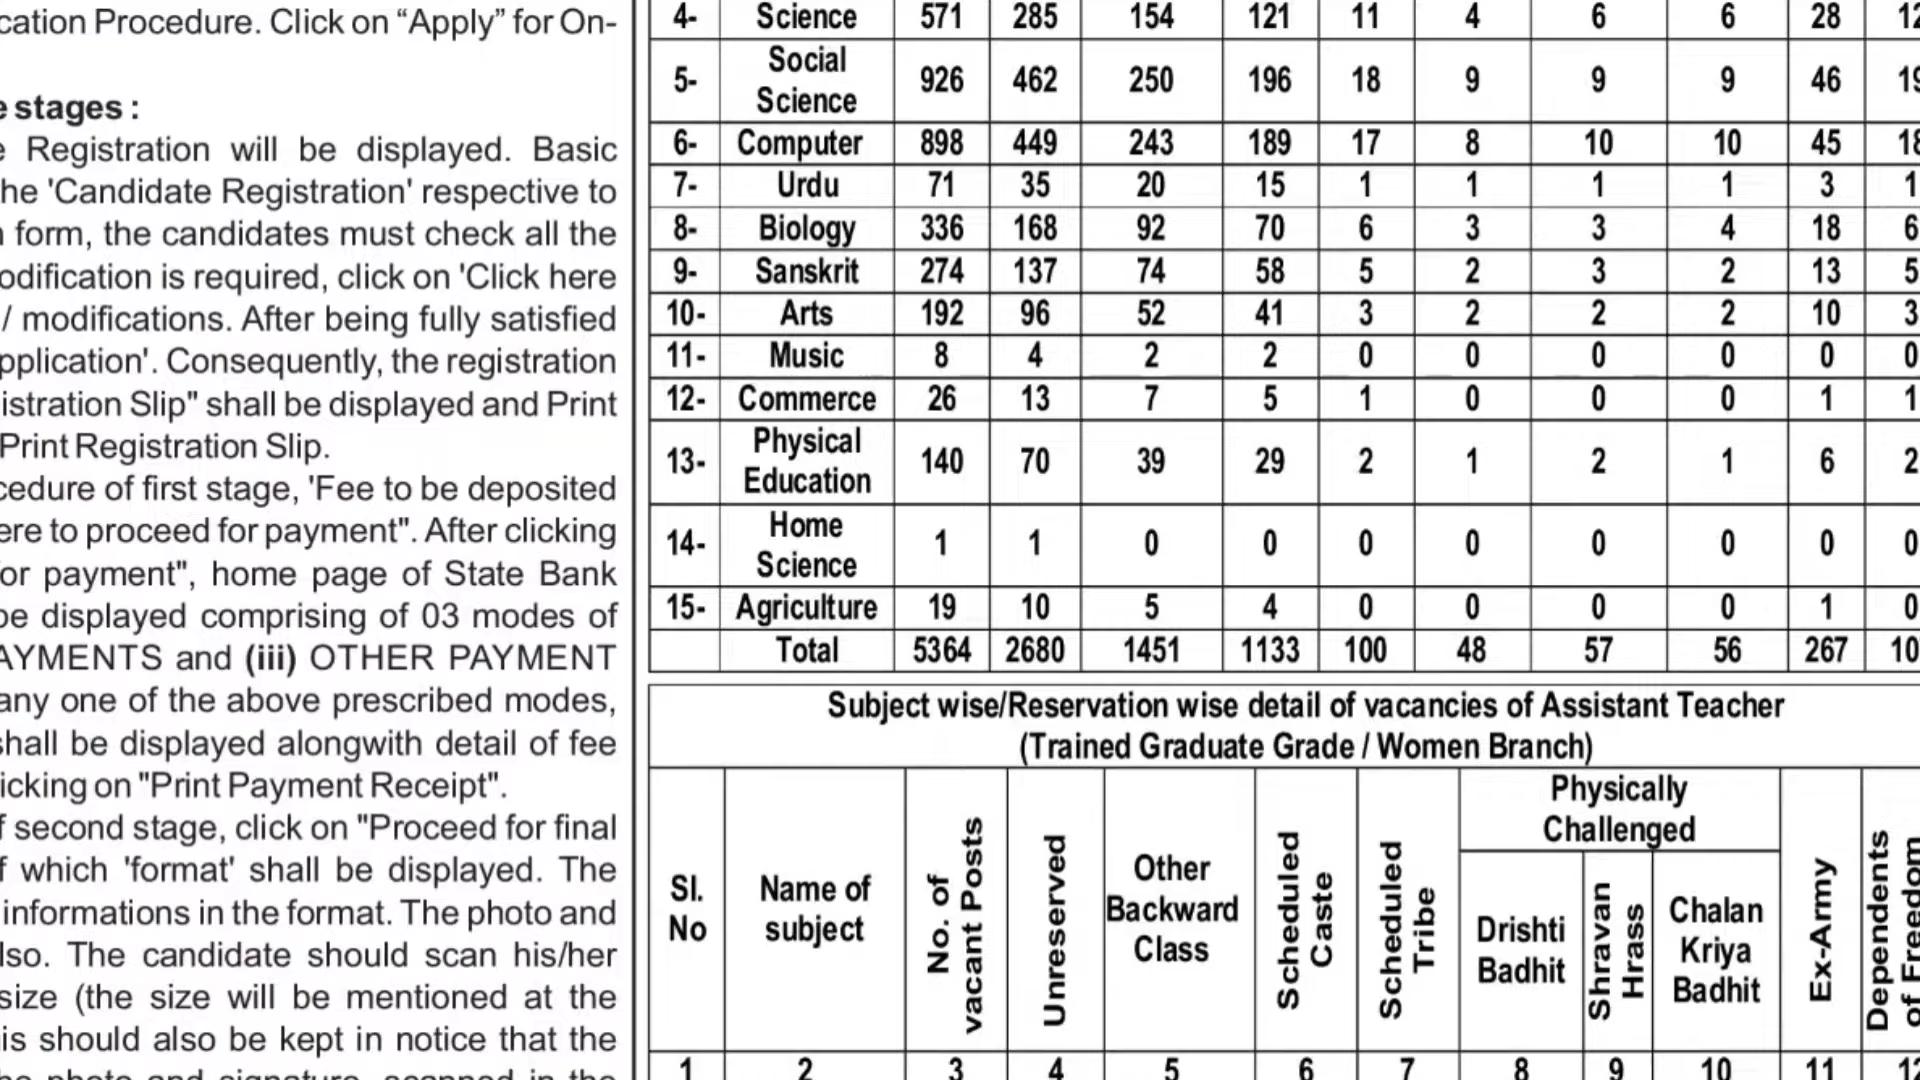 cation Procedure. Click on “Apply” for On-
e stages :
e Registration will be displayed. Basic
he 'Candidate Registration' respective to
n form, the candidates must check all the
odification is required, click on 'Click here
/ modifications. After being fully satisfied
pplication'. Consequently, the registration
istration Slip" shall be displayed and Print
Print Registration Slip.
cedure of first stage, 'Fee to be deposited
ere to proceed for payment". After clicking
or payment", home page of State Bank
be displayed comprising of 03 modes of
AYMENTS and (iii) OTHER PAYMENT
any one of the above prescribed modes,
shall be displayed alongwith detail of fee
icking on "Print Payment Receipt".
f second stage, click on "Proceed for final
f which 'format' shall be displayed. The
informations in the format. The photo and
lso. The candidate should scan his/her
size (the size will be mentioned at the
is should also be kept in notice that the
he photo and signature, scanned in the
4- Science 571 285 154 121 11 4 6 6 28 12
5- Social Science 926 462 250 196 18 9 9 9 46 19
6- Computer 898 449 243 189 17 8 10 10 45 18
7- Urdu 71 35 20 15 1 1 1 1 3 1
8- Biology 336 168 92 70 6 3 3 4 18 6
9- Sanskrit 274 137 74 58 5 2 3 2 13 5
10- Arts 192 96 52 41 3 2 2 2 10 3
11- Music 8 4 2 2 0 0 0 0 0 0
12- Commerce 26 13 7 5 1 0 0 0 1 1
13- Physical Education 140 70 39 29 2 1 2 1 6 2
14- Home Science 1 1 0 0 0 0 0 0 0 0
15- Agriculture 19 10 5 4 0 0 0 0 1 0
Total 5364 2680 1451 1133 100 48 57 56 267 10
Subject wise/Reservation wise detail of vacancies of Assistant Teacher
(Trained Graduate Grade / Women Branch)
Sl. No
Name of subject
No. of vacant Posts
Unreserved
Other Backward Class
Scheduled Caste
Scheduled Tribe
Physically Challenged
Drishti Badhit
Shravan Hrass
Chalan Kriya Badhit
Ex-Army
Dependents of Freedom
1 2 3 4 5 6 7 8 9 10 11 12